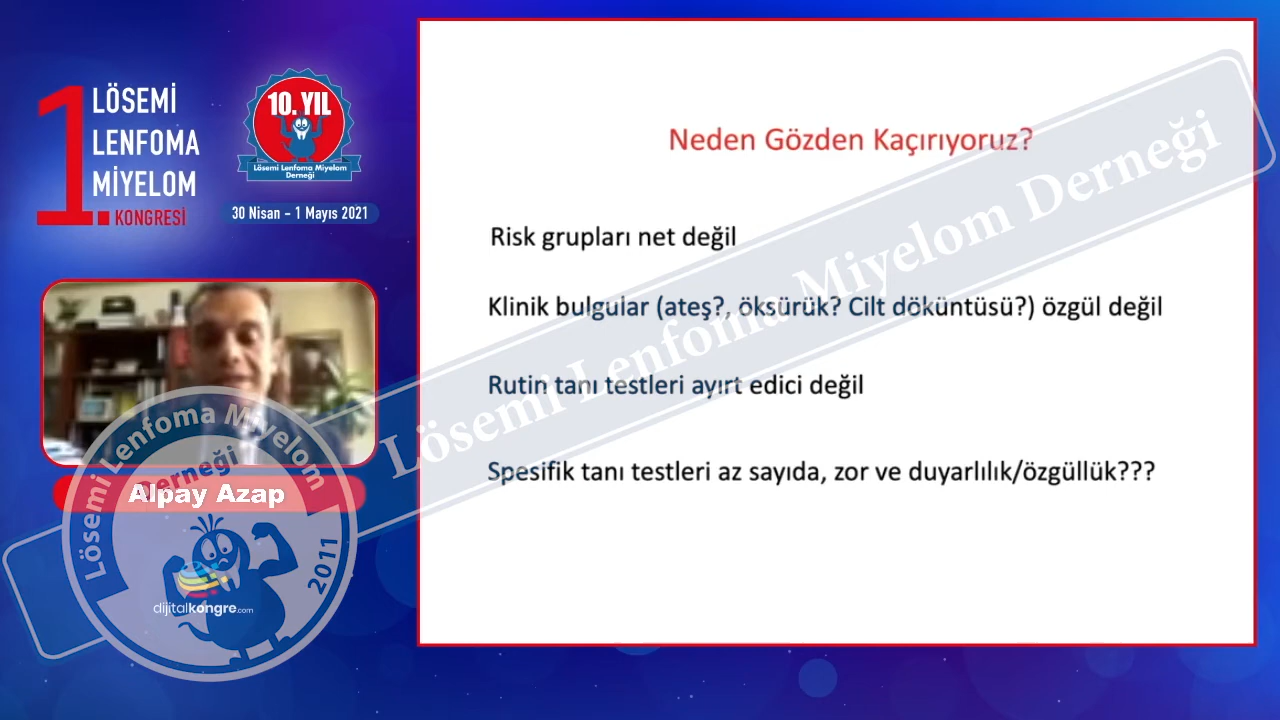 1.
LÖSEMİ
LENFOMA
MİYELOM
KONGRESİ
10. YIL
Lösemi Lenfoma Miyelom
Derneği
30 Nisan - 1 Mayıs 2021
Neden Gözden Kaçırıyoruz?
Risk grupları net değil
Klinik bulgular (ateş?, öksürük? Cilt döküntüsü?) özgül değil
Rutin tanı testleri ayırt edici değil
Spesifik tanı testleri az sayıda, zor ve duyarlılık/özgüllük???
Alpay Azap
Lösemi Lenfoma Miyelom Derneği
Lösemi Lenfoma Miyelom
Derneği
2011
dijitalkongre.com